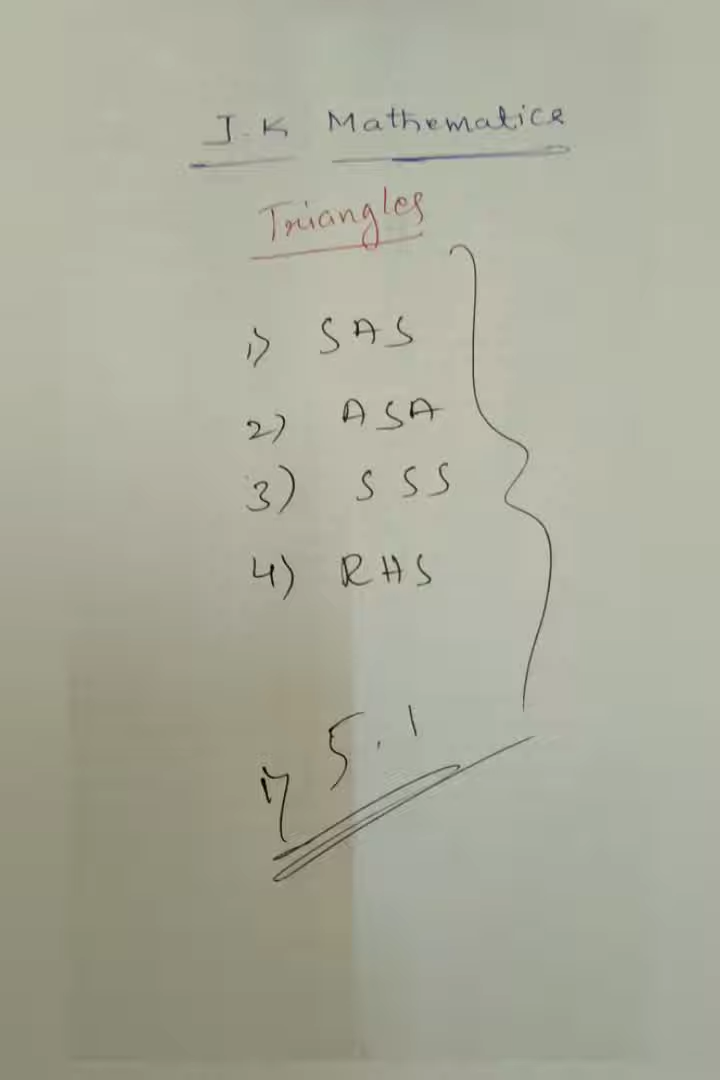 J.K Mathematics
Triangles
1) SAS
2) ASA
3) SSS
4) RHS
1) 5.1